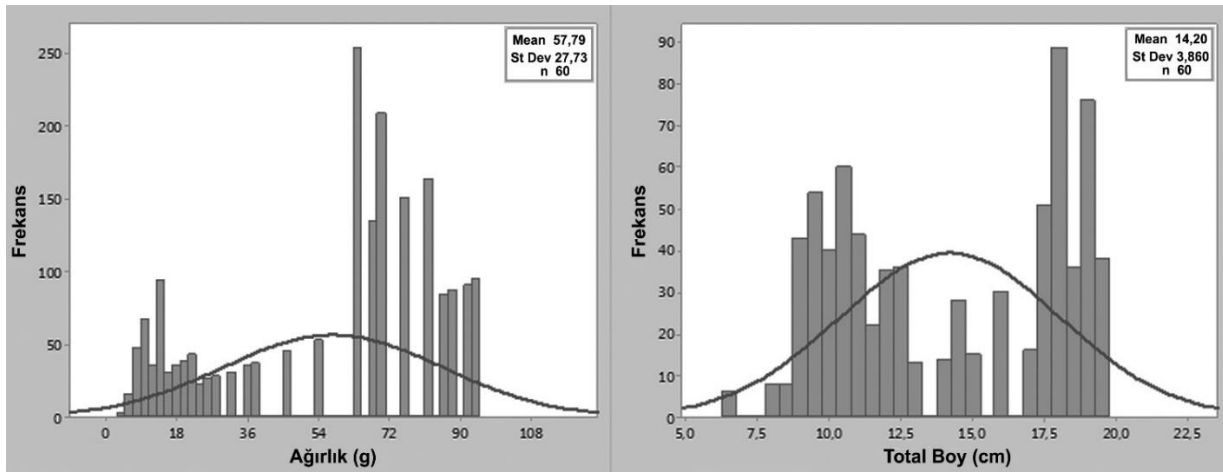 Mean 57,79
St Dev 27,73
n 60
Frekans
250
200
150
100
50
0
0 18 36 54 72 90 108
Ağırlık (g)
Mean 14,20
St Dev 3,860
n 60
Frekans
90
80
70
60
50
40
30
20
10
0
5,0 7,5 10,0 12,5 15,0 17,5 20,0 22,5
Total Boy (cm)